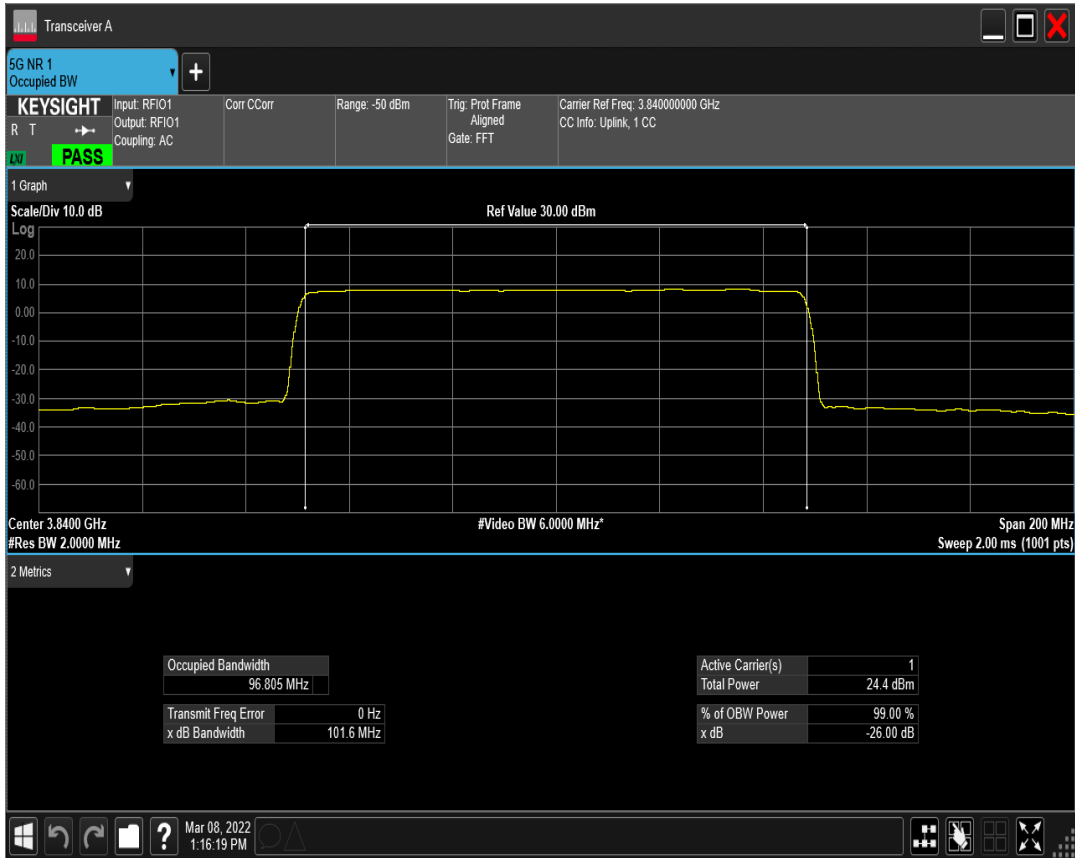 Transceiver A
5G NR 1
Occupied BW
+
KEYSIGHT
R T
LXI
PASS
Input: RFIO1
Output: RFIO1
Coupling: AC
Corr CCorr
Range: -50 dBm
Trig: Prot Frame
Aligned
Gate: FFT
Carrier Ref Freq: 3.840000000 GHz
CC Info: Uplink, 1 CC
1 Graph
Scale/Div 10.0 dB
Ref Value 30.00 dBm
Log
20.0
10.0
0.00
-10.0
-20.0
-30.0
-40.0
-50.0
-60.0
Center 3.8400 GHz
#Video BW 6.0000 MHz*
Span 200 MHz
#Res BW 2.0000 MHz
Sweep 2.00 ms (1001 pts)
2 Metrics
Occupied Bandwidth
96.805 MHz
Transmit Freq Error 0 Hz
x dB Bandwidth 101.6 MHz
Active Carrier(s) 1
Total Power 24.4 dBm
% of OBW Power 99.00 %
x dB -26.00 dB
?
Mar 08, 2022
1:16:19 PM